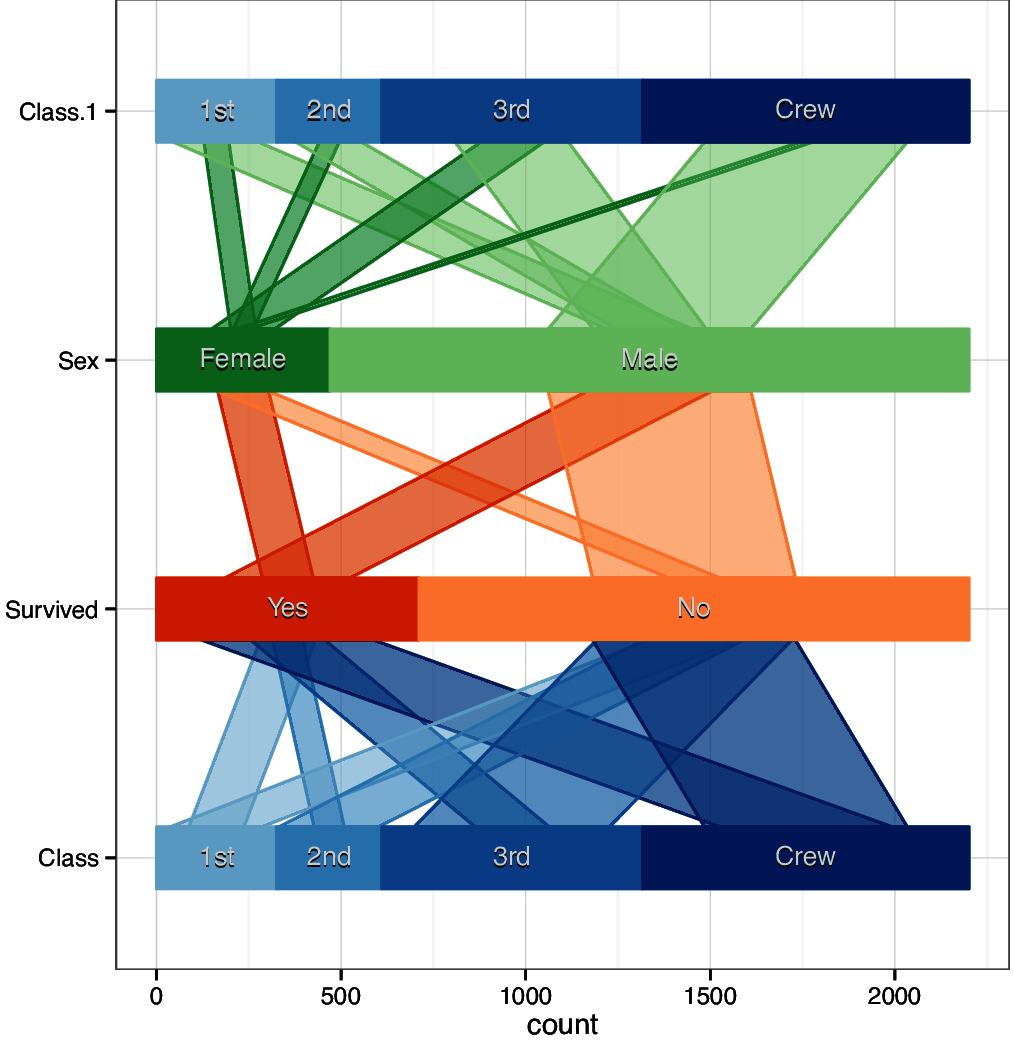 Class.1
1st 2nd 3rd Crew
Sex
Female Male
Survived
Yes No
Class
1st 2nd 3rd Crew
0 500 1000 1500 2000
count